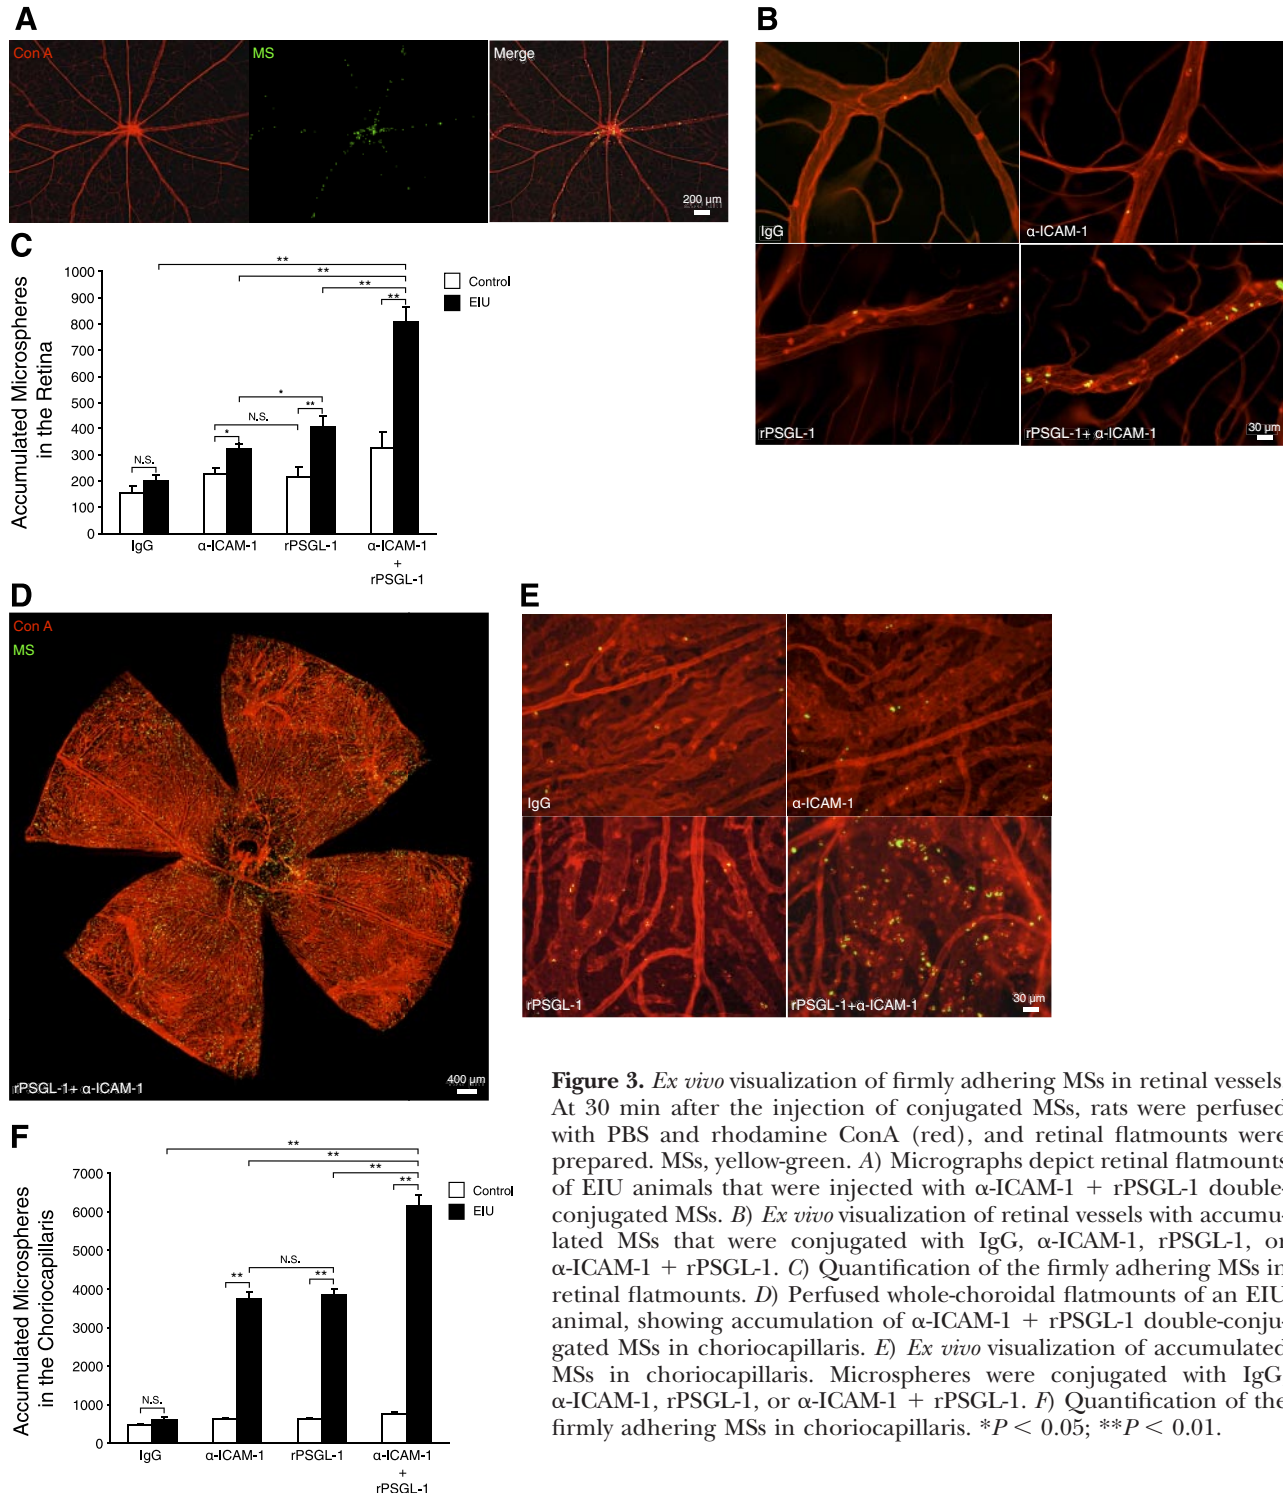 A
Con A
MS
Merge
200 µm
B
IgG
α-ICAM-1
rPSGL-1
rPSGL-1+ α-ICAM-1
30 µm
C
Accumulated Microspheres
in the Retina
1000
900
800
700
600
500
400
300
200
100
0
N.S.
*
N.S.
**
*
**
**
**
**
Control
EIU
IgG
α-ICAM-1
rPSGL-1
α-ICAM-1
+
rPSGL-1
D
Con A
MS
rPSGL-1+ α-ICAM-1
400 µm
E
IgG
α-ICAM-1
rPSGL-1
rPSGL-1+α-ICAM-1
30 µm
F
Accumulated Microspheres
in the Choriocapillaris
7000
6000
5000
4000
3000
2000
1000
0
N.S.
**
N.S.
**
**
**
**
**
Control
EIU
IgG
α-ICAM-1
rPSGL-1
α-ICAM-1
+
rPSGL-1
Figure 3. Ex vivo visualization of firmly adhering MSs in retinal vessels
At 30 min after the injection of conjugated MSs, rats were perfused
with PBS and rhodamine ConA (red), and retinal flatmounts were
prepared. MSs, yellow-green. A) Micrographs depict retinal flatmounts
of EIU animals that were injected with α-ICAM-1 + rPSGL-1 double-
conjugated MSs. B) Ex vivo visualization of retinal vessels with accumu-
lated MSs that were conjugated with IgG, α-ICAM-1, rPSGL-1, or
α-ICAM-1 + rPSGL-1. C) Quantification of the firmly adhering MSs in
retinal flatmounts. D) Perfused whole-choroidal flatmounts of an EIU
animal, showing accumulation of α-ICAM-1 + rPSGL-1 double-conju-
gated MSs in choriocapillaris. E) Ex vivo visualization of accumulated
MSs in choriocapillaris. Microspheres were conjugated with IgG
α-ICAM-1, rPSGL-1, or α-ICAM-1 + rPSGL-1. F) Quantification of the
firmly adhering MSs in choriocapillaris. *P < 0.05; **P < 0.01.